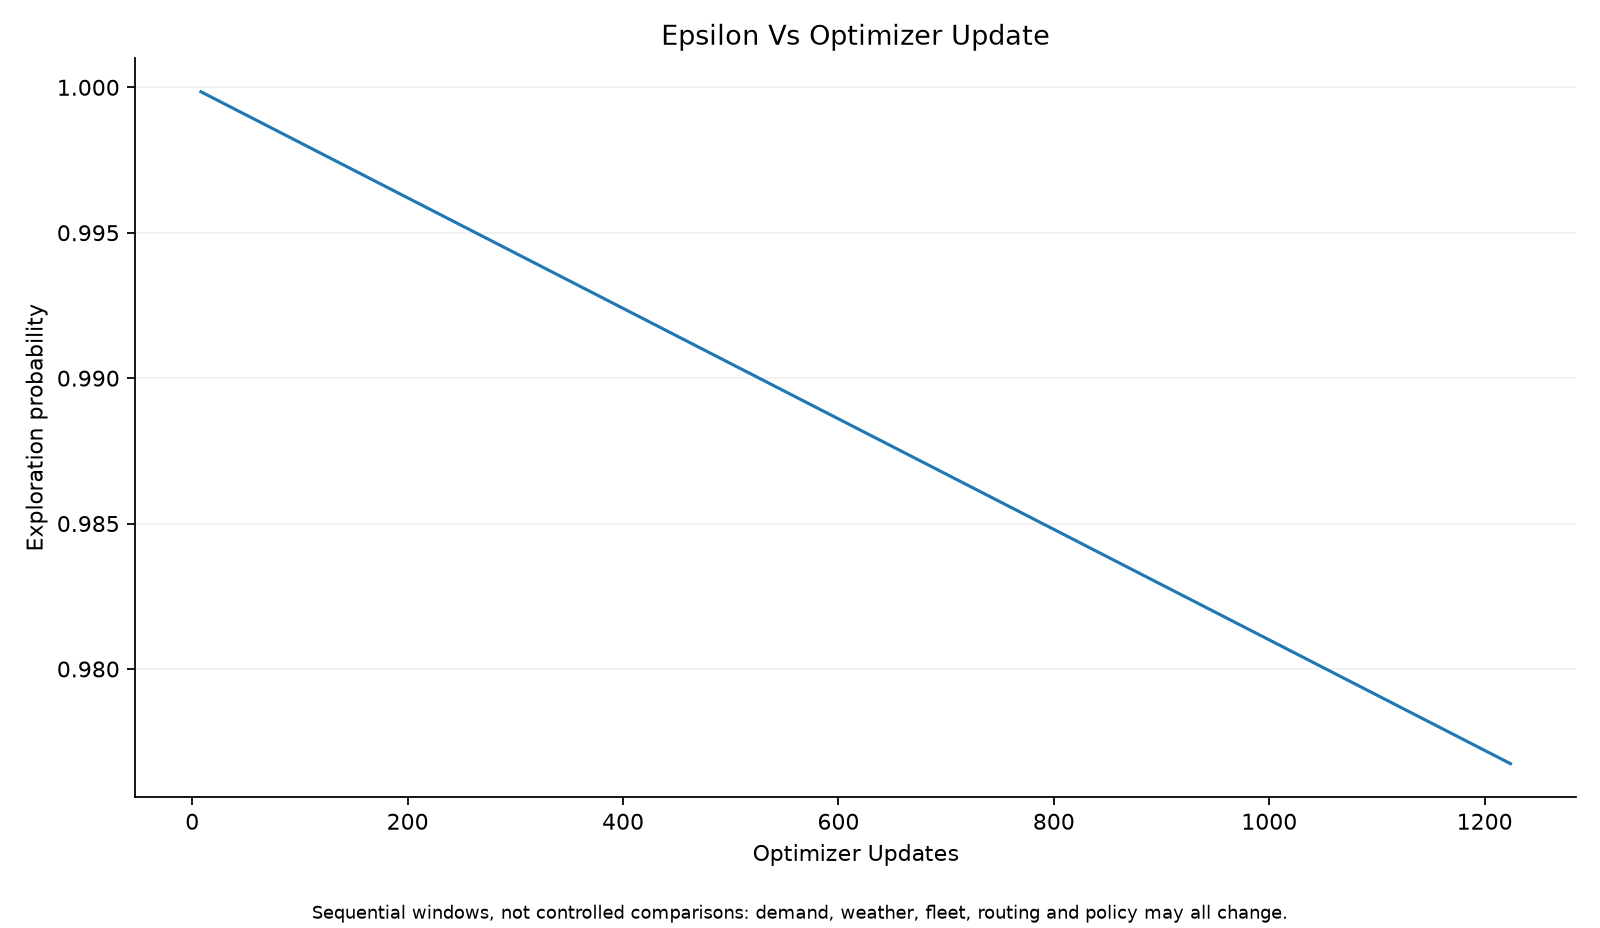 Epsilon Vs Optimizer Update
1.000
0.995
0.990
0.985
0.980
Exploration probability
0 200 400 600 800 1000 1200
Optimizer Updates
Sequential windows, not controlled comparisons: demand, weather, fleet, routing and policy may all change.